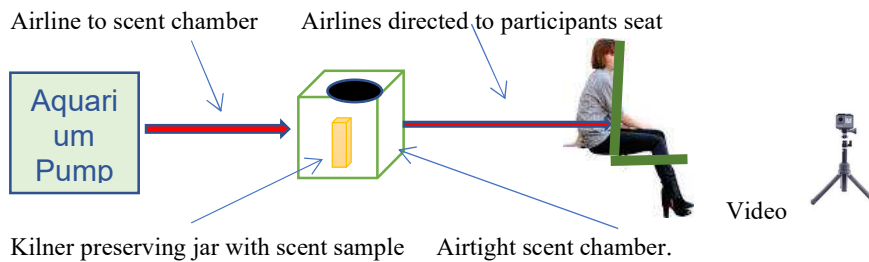 Airline to scent chamber
Airlines directed to participants seat
Aquari
um
Pump
Video
Kilner preserving jar with scent sample
Airtight scent chamber.